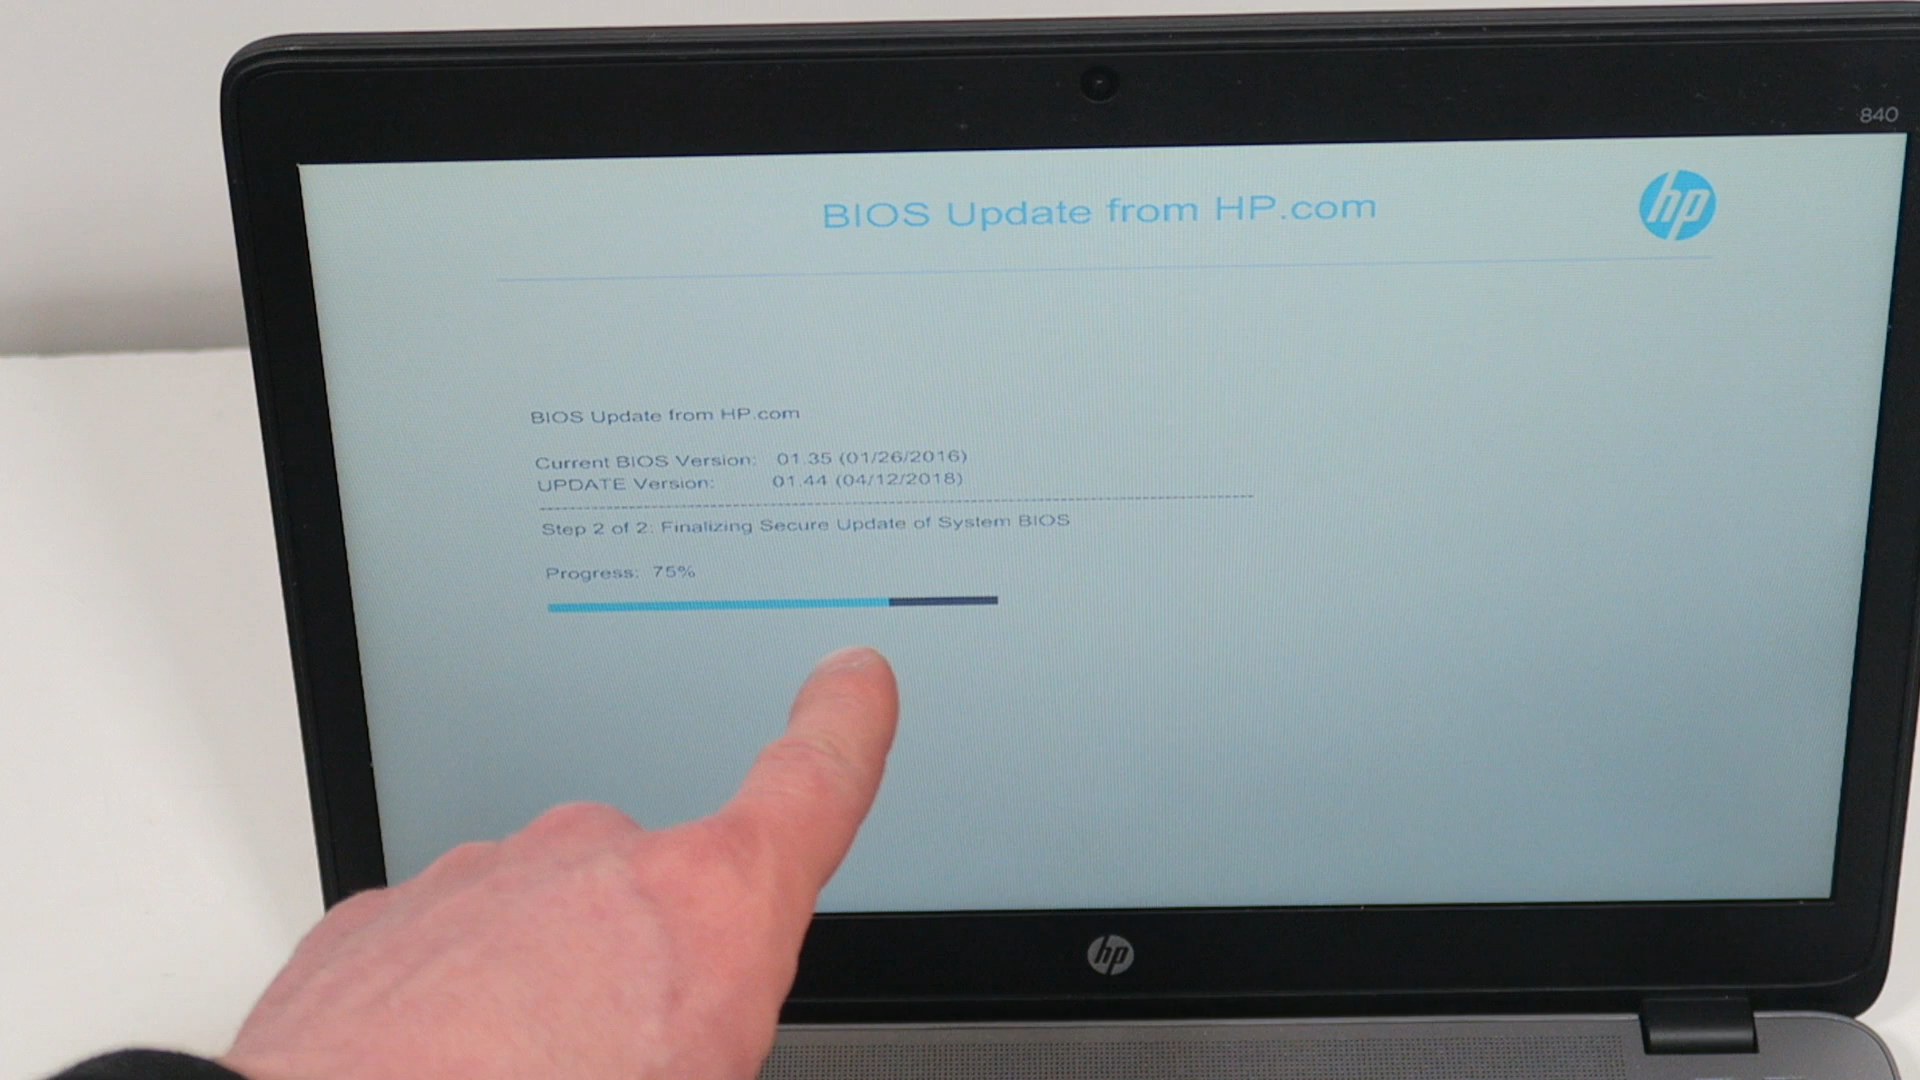 840
BIOS Update from HP.com
hp
BIOS Update from HP.com
Current BIOS Version: 01.35 (01/26/2016)
UPDATE Version: 01.44 (04/12/2018)
Step 2 of 2: Finalizing Secure Update of System BIOS
Progress: 75%
hp